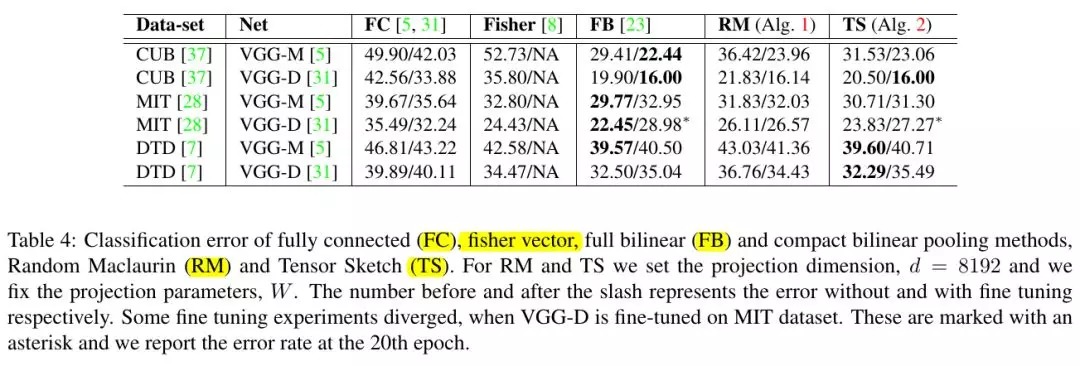 Data-set Net FC [5, 31] Fisher [8] FB [23] RM (Alg. 1) TS (Alg. 2)
CUB [37] VGG-M [5] 49.90/42.03 52.73/NA 29.41/22.44 36.42/23.96 31.53/23.06
CUB [37] VGG-D [31] 42.56/33.88 35.80/NA 19.90/16.00 21.83/16.14 20.50/16.00
MIT [28] VGG-M [5] 39.67/35.64 32.80/NA 29.77/32.95 31.83/32.03 30.71/31.30
MIT [28] VGG-D [31] 35.49/32.24 24.43/NA 22.45/28.98* 26.11/26.57 23.83/27.27*
DTD [7] VGG-M [5] 46.81/43.22 42.58/NA 39.57/40.50 43.03/41.36 39.60/40.71
DTD [7] VGG-D [31] 39.89/40.11 34.47/NA 32.50/35.04 36.76/34.43 32.29/35.49
Table 4: Classification error of fully connected (FC), fisher vector, full bilinear (FB) and compact bilinear pooling methods,
Random Maclaurin (RM) and Tensor Sketch (TS). For RM and TS we set the projection dimension, d = 8192 and we
fix the projection parameters, W. The number before and after the slash represents the error without and with fine tuning
respectively. Some fine tuning experiments diverged, when VGG-D is fine-tuned on MIT dataset. These are marked with an
asterisk and we report the error rate at the 20th epoch.